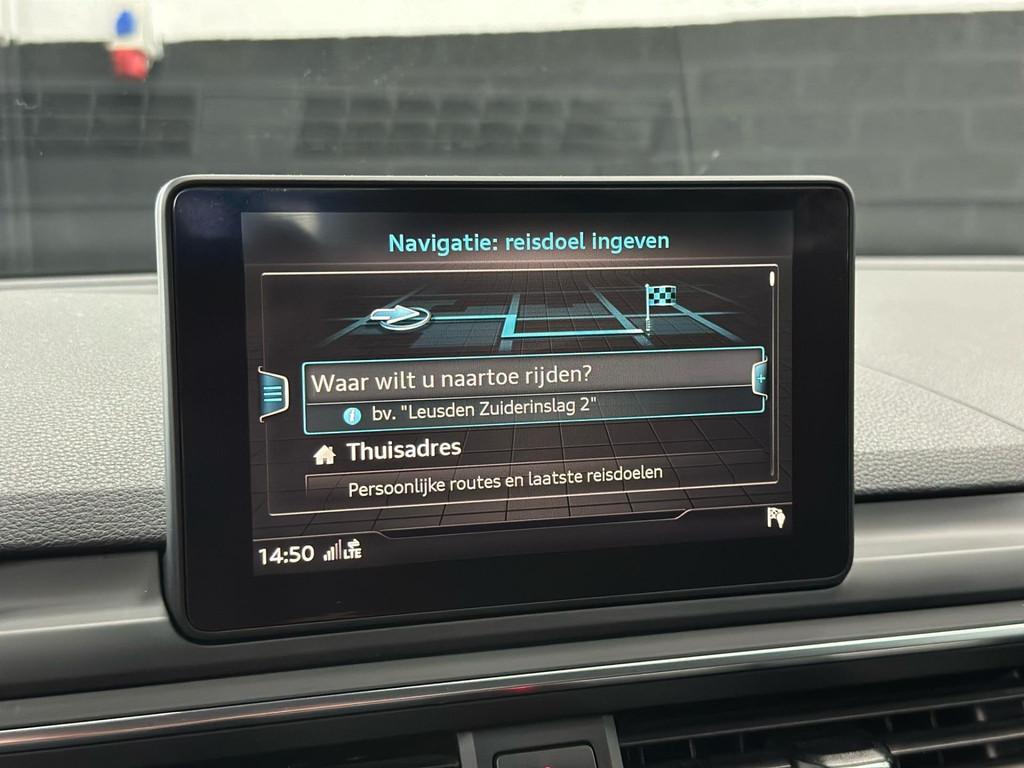 Navigatie: reisdoel ingeven
Waar wilt u naartoe rijden?
bv. "Leusden Zuiderinslag 2"
Thuisadres
Persoonlijke routes en laatste reisdoelen
14:50 LTE